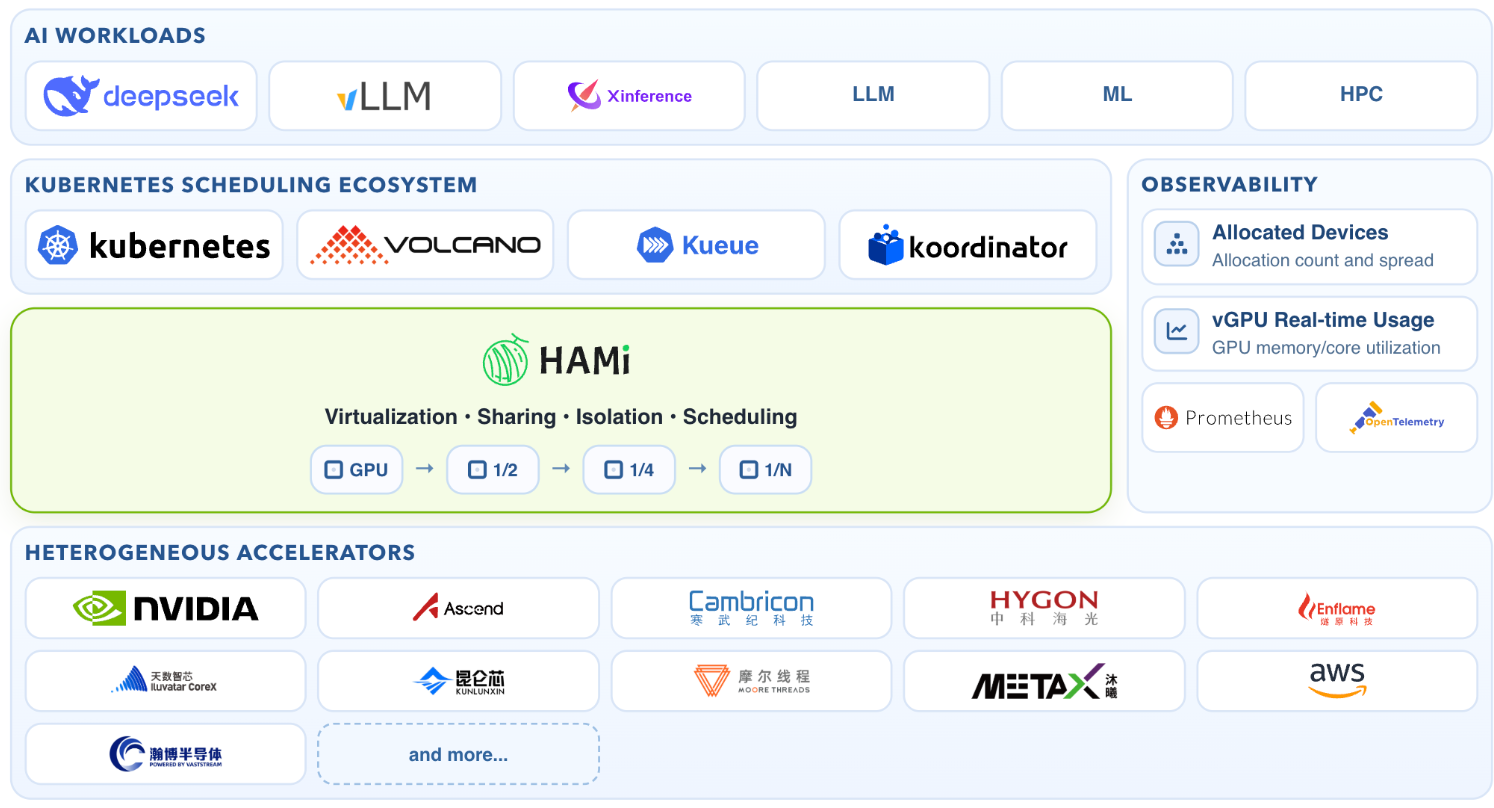 AI WORKLOADS
deepseek
vLLM
Xinference
LLM
ML
HPC
KUBERNETES SCHEDULING ECOSYSTEM
kubernetes
VOLCANO
Kueue
koordinator
OBSERVABILITY
Allocated Devices
Allocation count and spread
vGPU Real-time Usage
GPU memory/core utilization
Prometheus
OpenTelemetry
HAMi
Virtualization · Sharing · Isolation · Scheduling
GPU → 1/2 → 1/4 → 1/N
HETEROGENEOUS ACCELERATORS
NVIDIA
Ascend
Cambricon
寒武纪科技
HYGON
中科海光
Enflame
燧原科技
天数智芯
Iluvatar CoreX
昆仑芯
KUNLUNXIN
摩尔线程
MOORE THREADS
METAX 沐曦
aws
瀚博半导体
POWERED BY VASTSTREAM
and more...